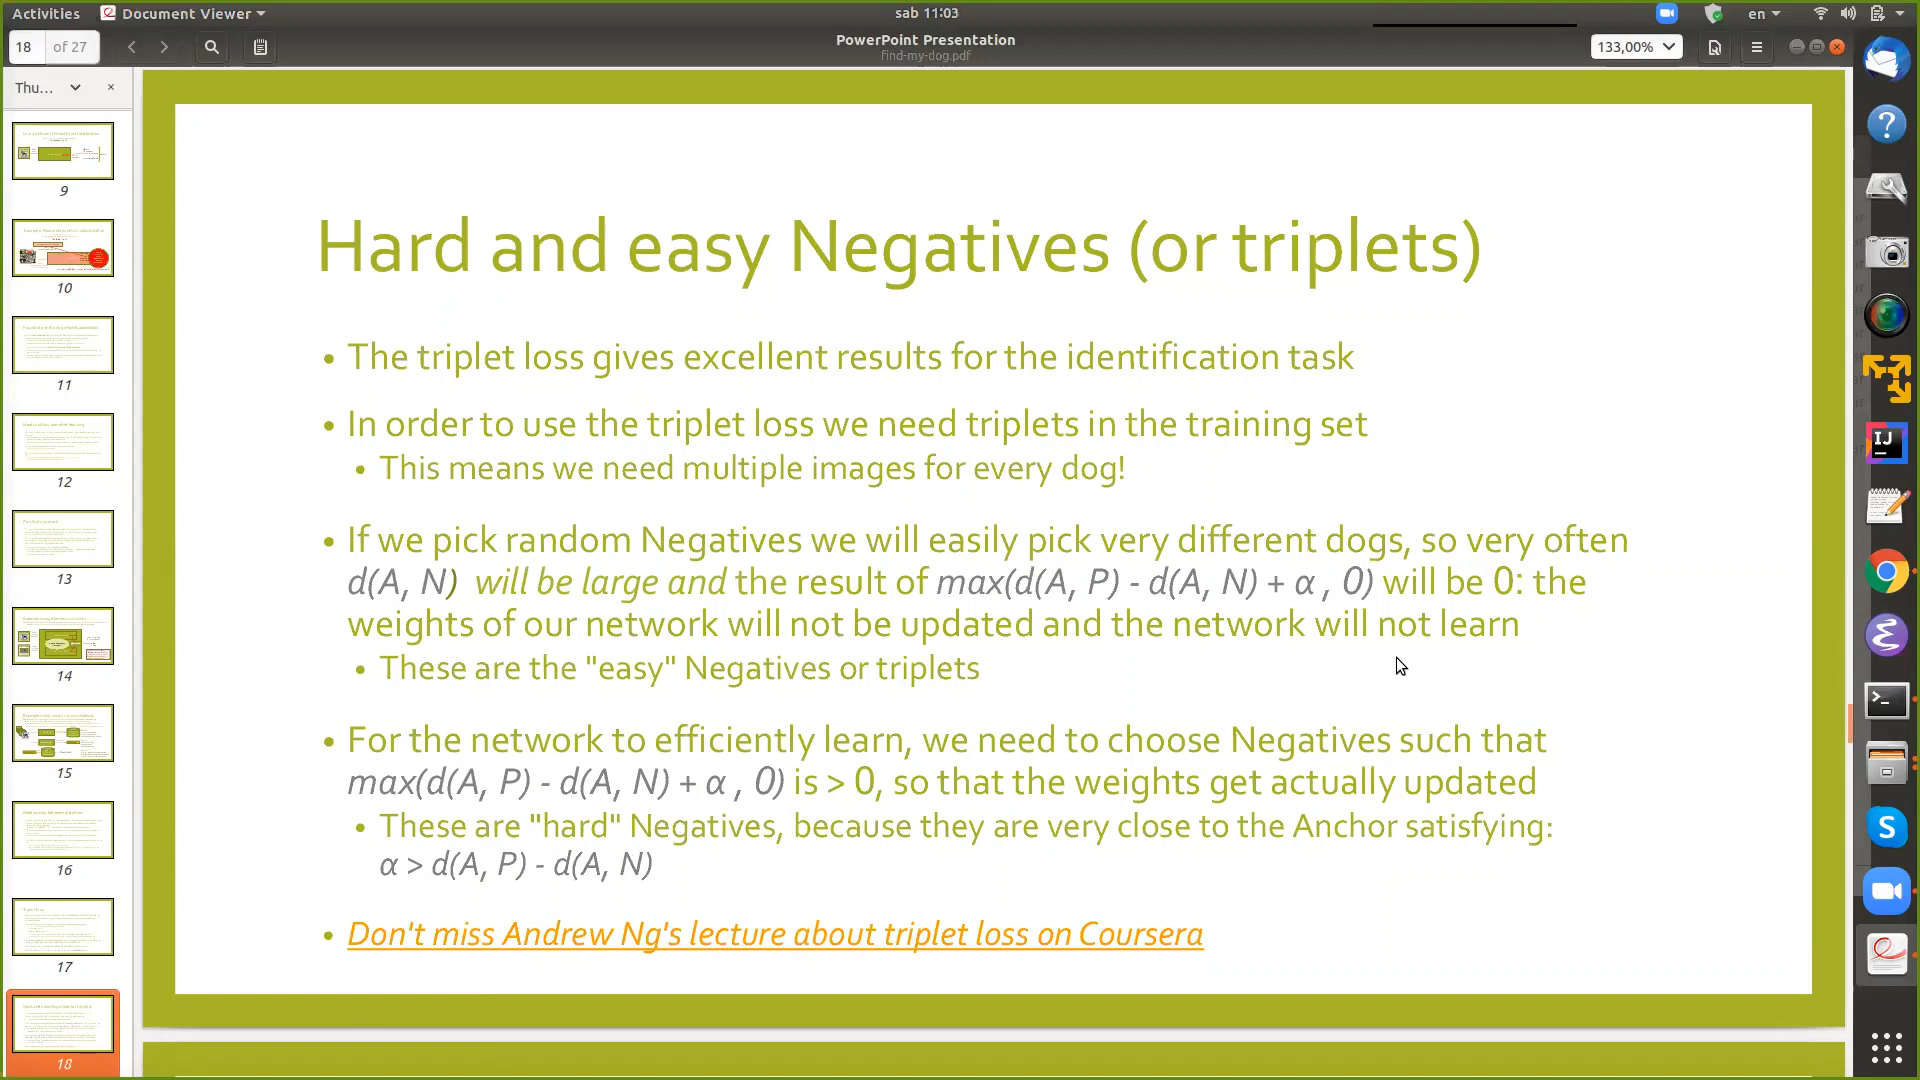 Activities Document Viewer sab 11:03 en
18 of 27 PowerPoint Presentation 133,00%
find-my-dog.pdf
Thu...
9
10
11
12
13
14
15
16
17
18
Hard and easy Negatives (or triplets)
• The triplet loss gives excellent results for the identification task
• In order to use the triplet loss we need triplets in the training set
• This means we need multiple images for every dog!
• If we pick random Negatives we will easily pick very different dogs, so very often
d(A, N) will be large and the result of max(d(A, P) - d(A, N) + α , 0) will be 0: the
weights of our network will not be updated and the network will not learn
• These are the "easy" Negatives or triplets
• For the network to efficiently learn, we need to choose Negatives such that
max(d(A, P) - d(A, N) + α , 0) is > 0, so that the weights get actually updated
• These are "hard" Negatives, because they are very close to the Anchor satisfying:
α > d(A, P) - d(A, N)
• Don't miss Andrew Ng's lecture about triplet loss on Coursera